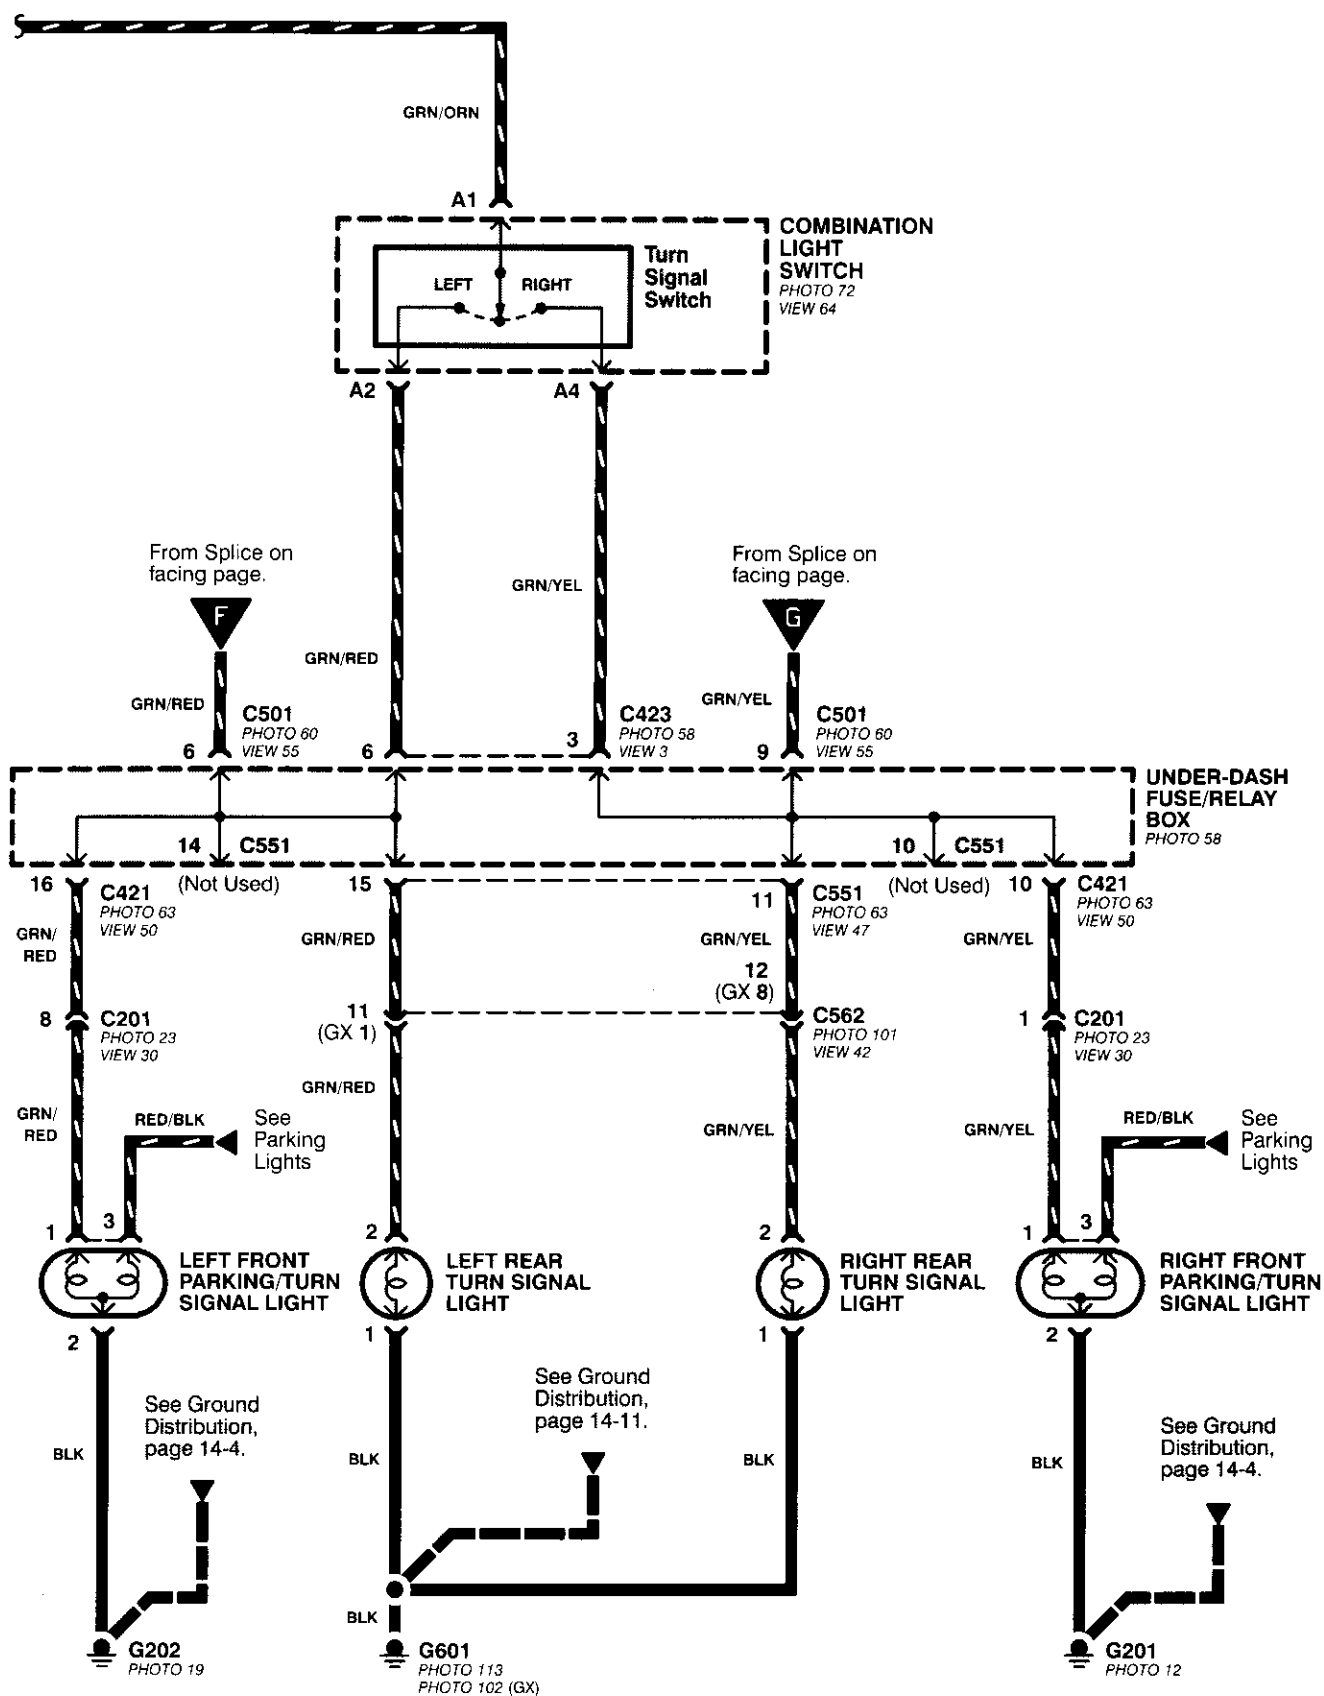 GRN/ORN
A1
COMBINATION
LIGHT
SWITCH
PHOTO 72
VIEW 64
Turn
Signal
Switch
LEFT
RIGHT
A2
A4
From Splice on
facing page.
F
From Splice on
facing page.
G
GRN/YEL
GRN/RED
GRN/RED
GRN/YEL
C501
PHOTO 60
VIEW 55
6
6
3
C423
PHOTO 58
VIEW 3
9
C501
PHOTO 60
VIEW 55
UNDER-DASH
FUSE/RELAY
BOX
PHOTO 58
14
C551
(Not Used)
10
C551
(Not Used)
16
C421
PHOTO 63
VIEW 50
15
11
C551
PHOTO 63
VIEW 47
10
C421
PHOTO 63
VIEW 50
GRN/
RED
GRN/RED
GRN/YEL
GRN/YEL
12
(GX 8)
8
C201
PHOTO 23
VIEW 30
11
(GX 1)
C562
PHOTO 101
VIEW 42
1
C201
PHOTO 23
VIEW 30
GRN/RED
GRN/
RED
RED/BLK
See
Parking
Lights
GRN/YEL
GRN/YEL
RED/BLK
See
Parking
Lights
1
3
2
2
1
3
LEFT FRONT
PARKING/TURN
SIGNAL LIGHT
LEFT REAR
TURN SIGNAL
LIGHT
RIGHT REAR
TURN SIGNAL
LIGHT
RIGHT FRONT
PARKING/TURN
SIGNAL LIGHT
2
1
1
2
See Ground
Distribution,
page 14-4.
See Ground
Distribution,
page 14-11.
See Ground
Distribution,
page 14-4.
BLK
BLK
BLK
BLK
BLK
G202
PHOTO 19
G601
PHOTO 113
PHOTO 102 (GX)
G201
PHOTO 12